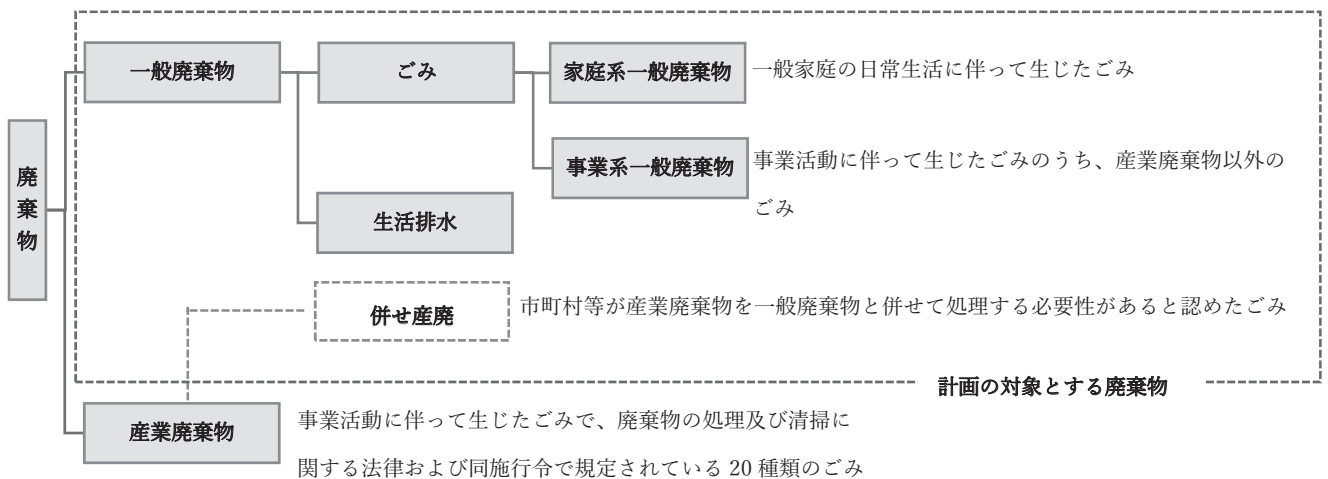 廃棄物
一般廃棄物
ごみ
家庭系一般廃棄物
一般家庭の日常生活に伴って生じたごみ
事業系一般廃棄物
事業活動に伴って生じたごみのうち、産業廃棄物以外の
ごみ
生活排水
併せ産廃
市町村等が産業廃棄物を一般廃棄物と併せて処理する必要性があると認めたごみ
計画の対象とする廃棄物
産業廃棄物
事業活動に伴って生じたごみで、廃棄物の処理及び清掃に
関する法律および同施行令で規定されている 20 種類のごみ